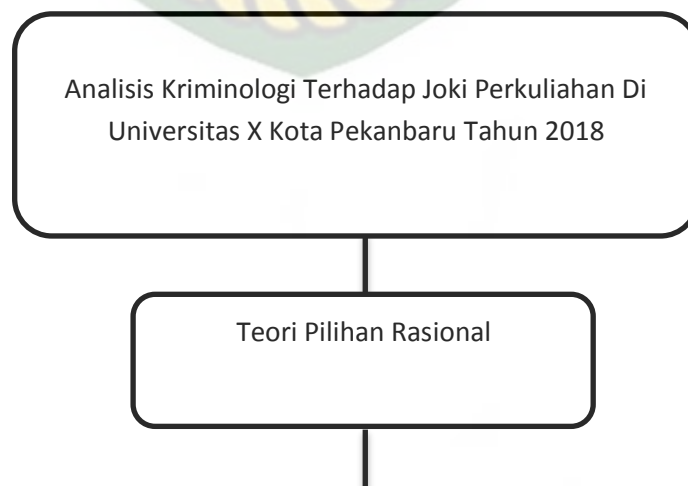 Analisis Kriminologi Terhadap Joki Perkuliahan Di
Universitas X Kota Pekanbaru Tahun 2018
Teori Pilihan Rasional